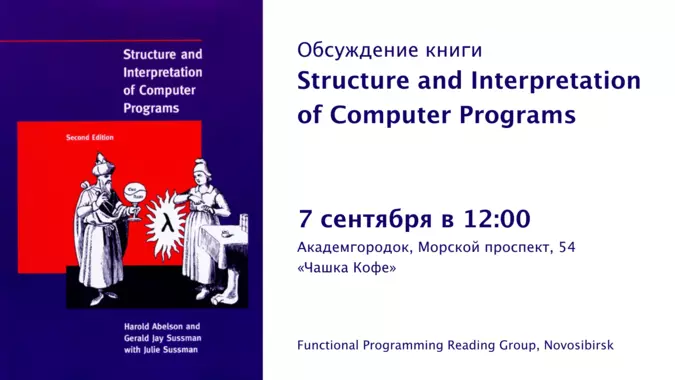 Structure and
Interpretation
of Computer
Programs
Second Edition
λ
Harold Abelson and
Gerald Jay Sussman
with Julie Sussman
Обсуждение книги
Structure and Interpretation
of Computer Programs
7 сентября в 12:00
Академгородок, Морской проспект, 54
«Чашка Кофе»
Functional Programming Reading Group, Novosibirsk